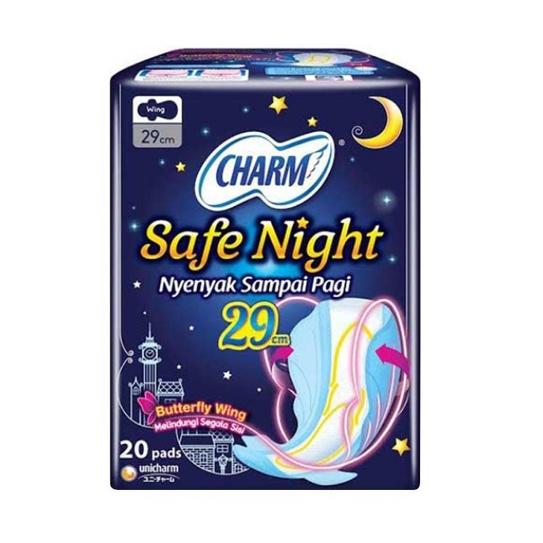 Wing
29cm
CHARM®
Safe Night
Nyenyak Sampai Pagi
29cm
Butterfly Wing
Melindungi Segala Sisi
20 pads
unicharm
ユニ・チャーム